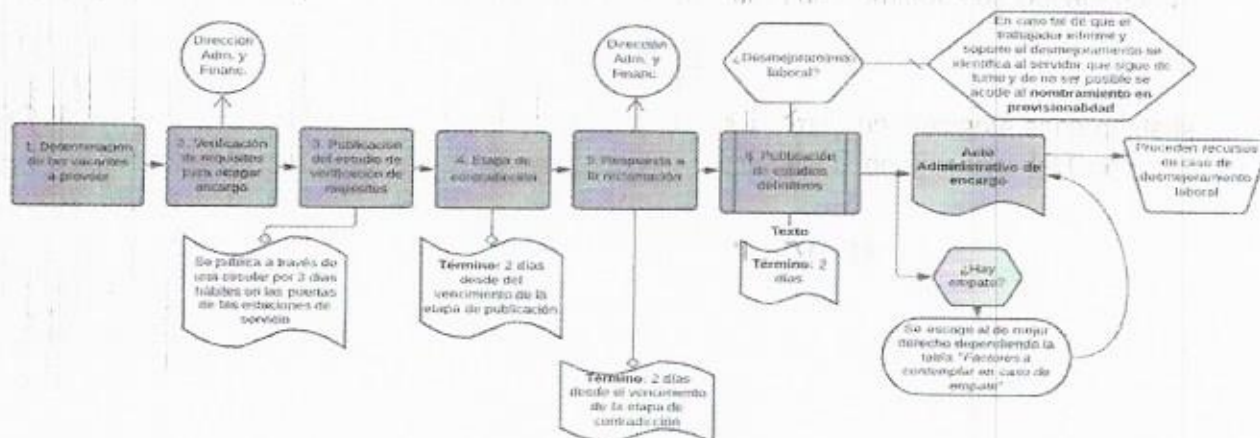 Dirección
Adm. y
Financ.
Dirección
Adm. y
Financ.
¿Desmejoramiento
laboral?
En caso tal de que el
trabajador informe y
soporte el desmejoramiento se
identifica al servidor que sigue de
turno y de no ser posible se
acude al nombramiento en
provisionalidad
1. Determinación
de las vacantes
a proveer
2. Verificación
de requisitos
para otorgar
encargo
3. Publicación
del estudio de
verificación de
requisitos
4. Etapa de
contradicción
5. Respuesta a
la reclamación
6. Publicación
de estudios
definitivos
Acto
Administrativo de
encargo
Proceden recursos
en caso de
desmejoramiento
laboral
Se publica a través de
una circular por 3 días
hábiles en las puertas
de las estaciones de
servicio
Término: 2 días
desde del
vencimiento de la
etapa de publicación
Término: 2 días
desde el vencimiento
de la etapa de
contradicción
Texto
Término: 2
días
¿Hay
empate?
Se escoge al de mejor
derecho dependiendo la
tabla "Factores a
contemplar en caso de
empate"